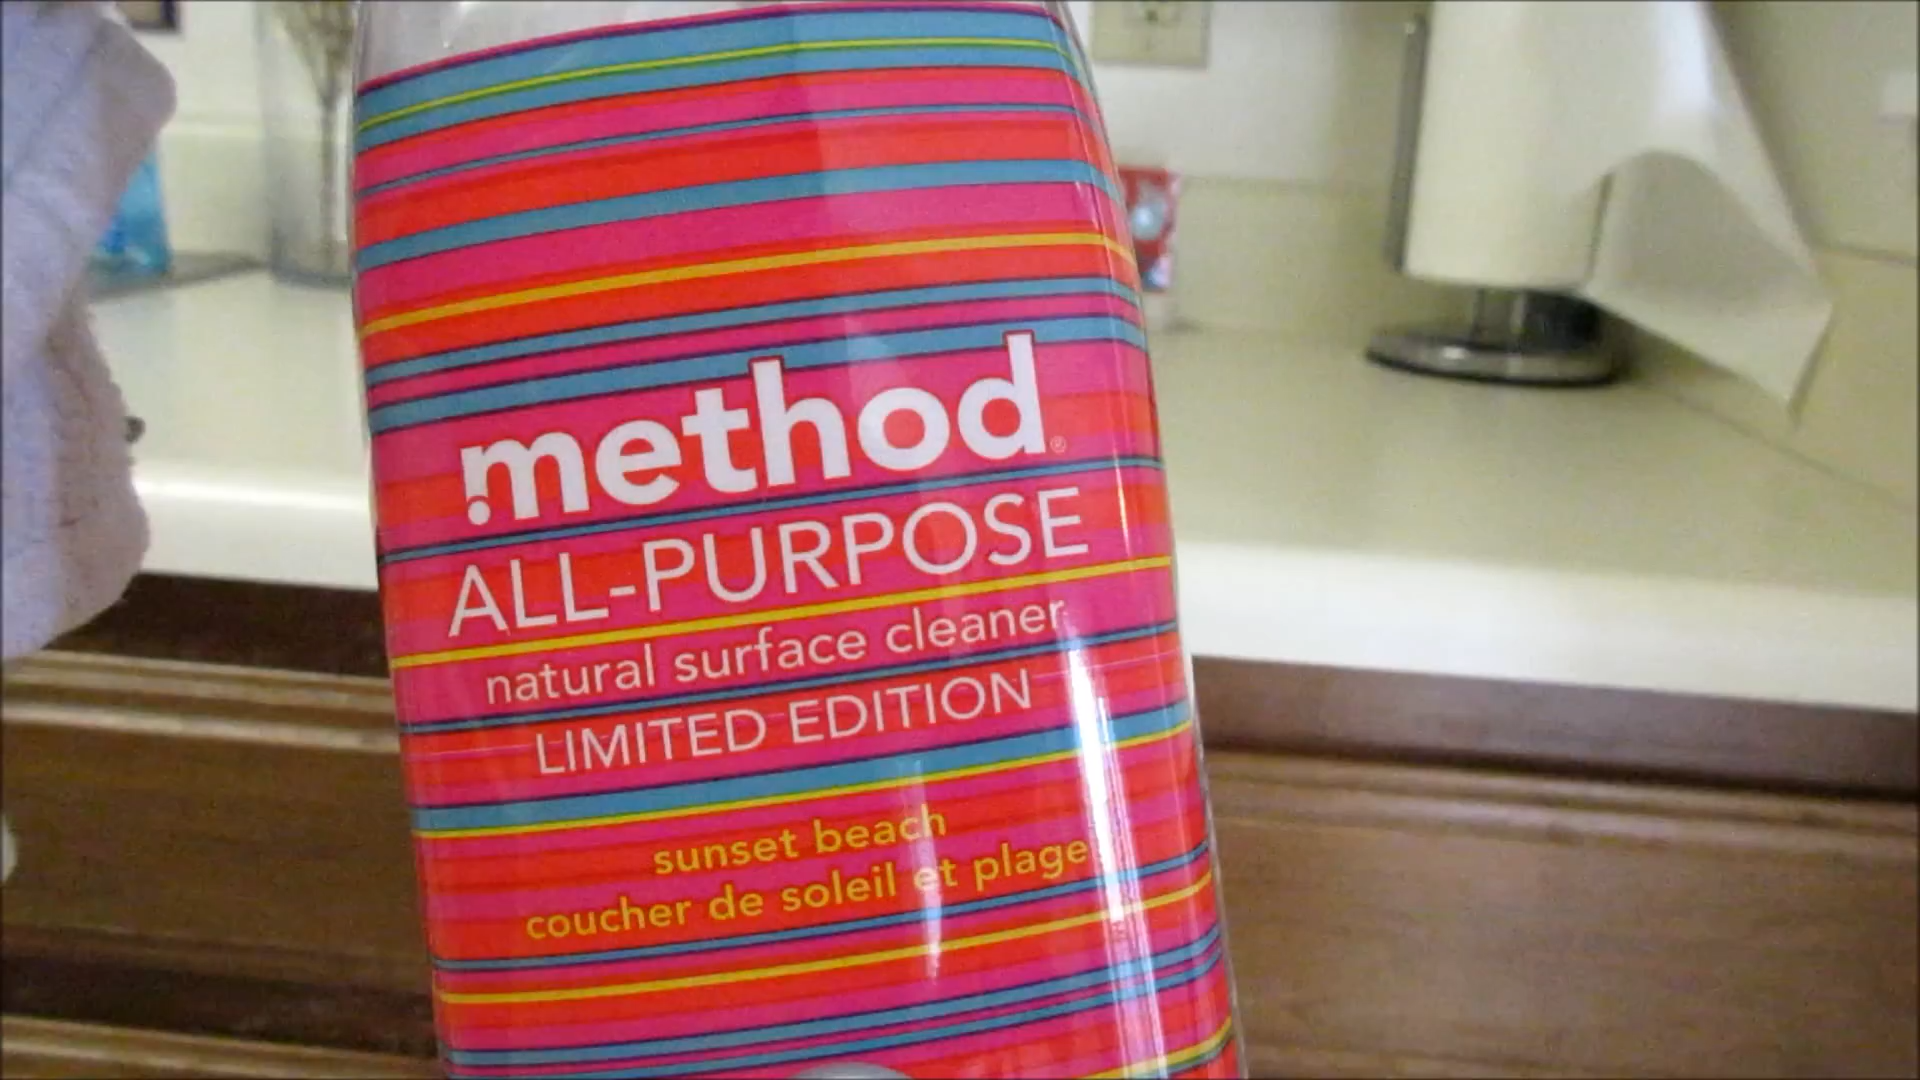 method®
ALL-PURPOSE
natural surface cleaner
LIMITED EDITION
sunset beach
coucher de soleil et plage